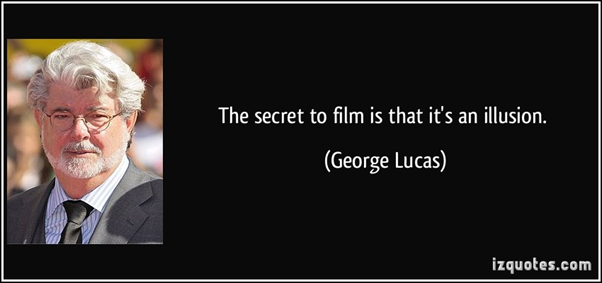 The secret to film is that it's an illusion.
(George Lucas)
izquotes.com